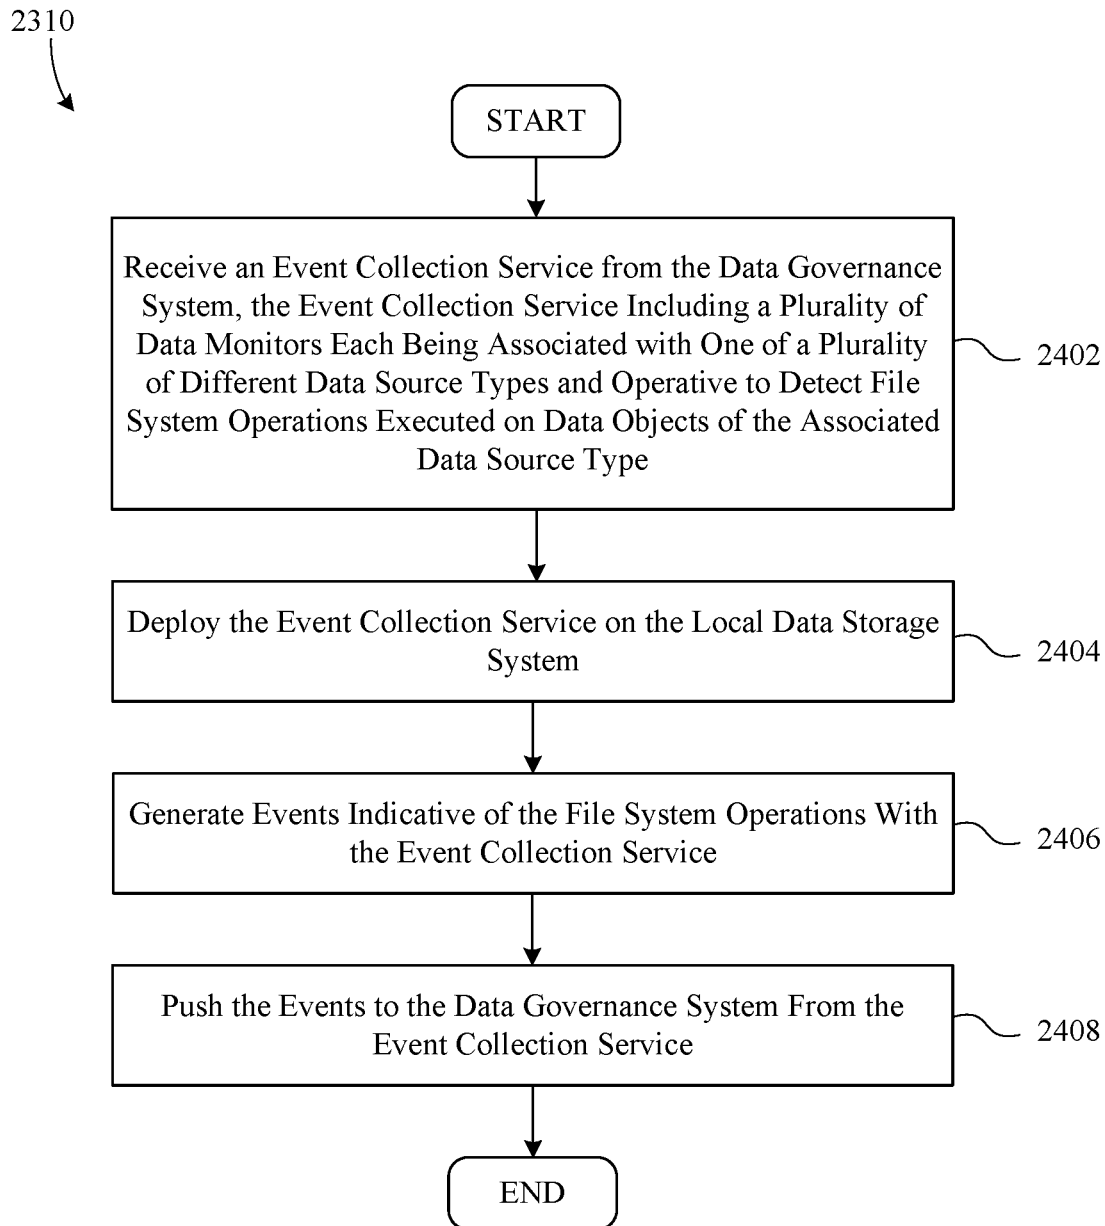 2310
START
Receive an Event Collection Service from the Data Governance
System, the Event Collection Service Including a Plurality of
Data Monitors Each Being Associated with One of a Plurality
of Different Data Source Types and Operative to Detect File
System Operations Executed on Data Objects of the Associated
Data Source Type
2402
Deploy the Event Collection Service on the Local Data Storage
System
2404
Generate Events Indicative of the File System Operations With
the Event Collection Service
2406
Push the Events to the Data Governance System From the
Event Collection Service
2408
END